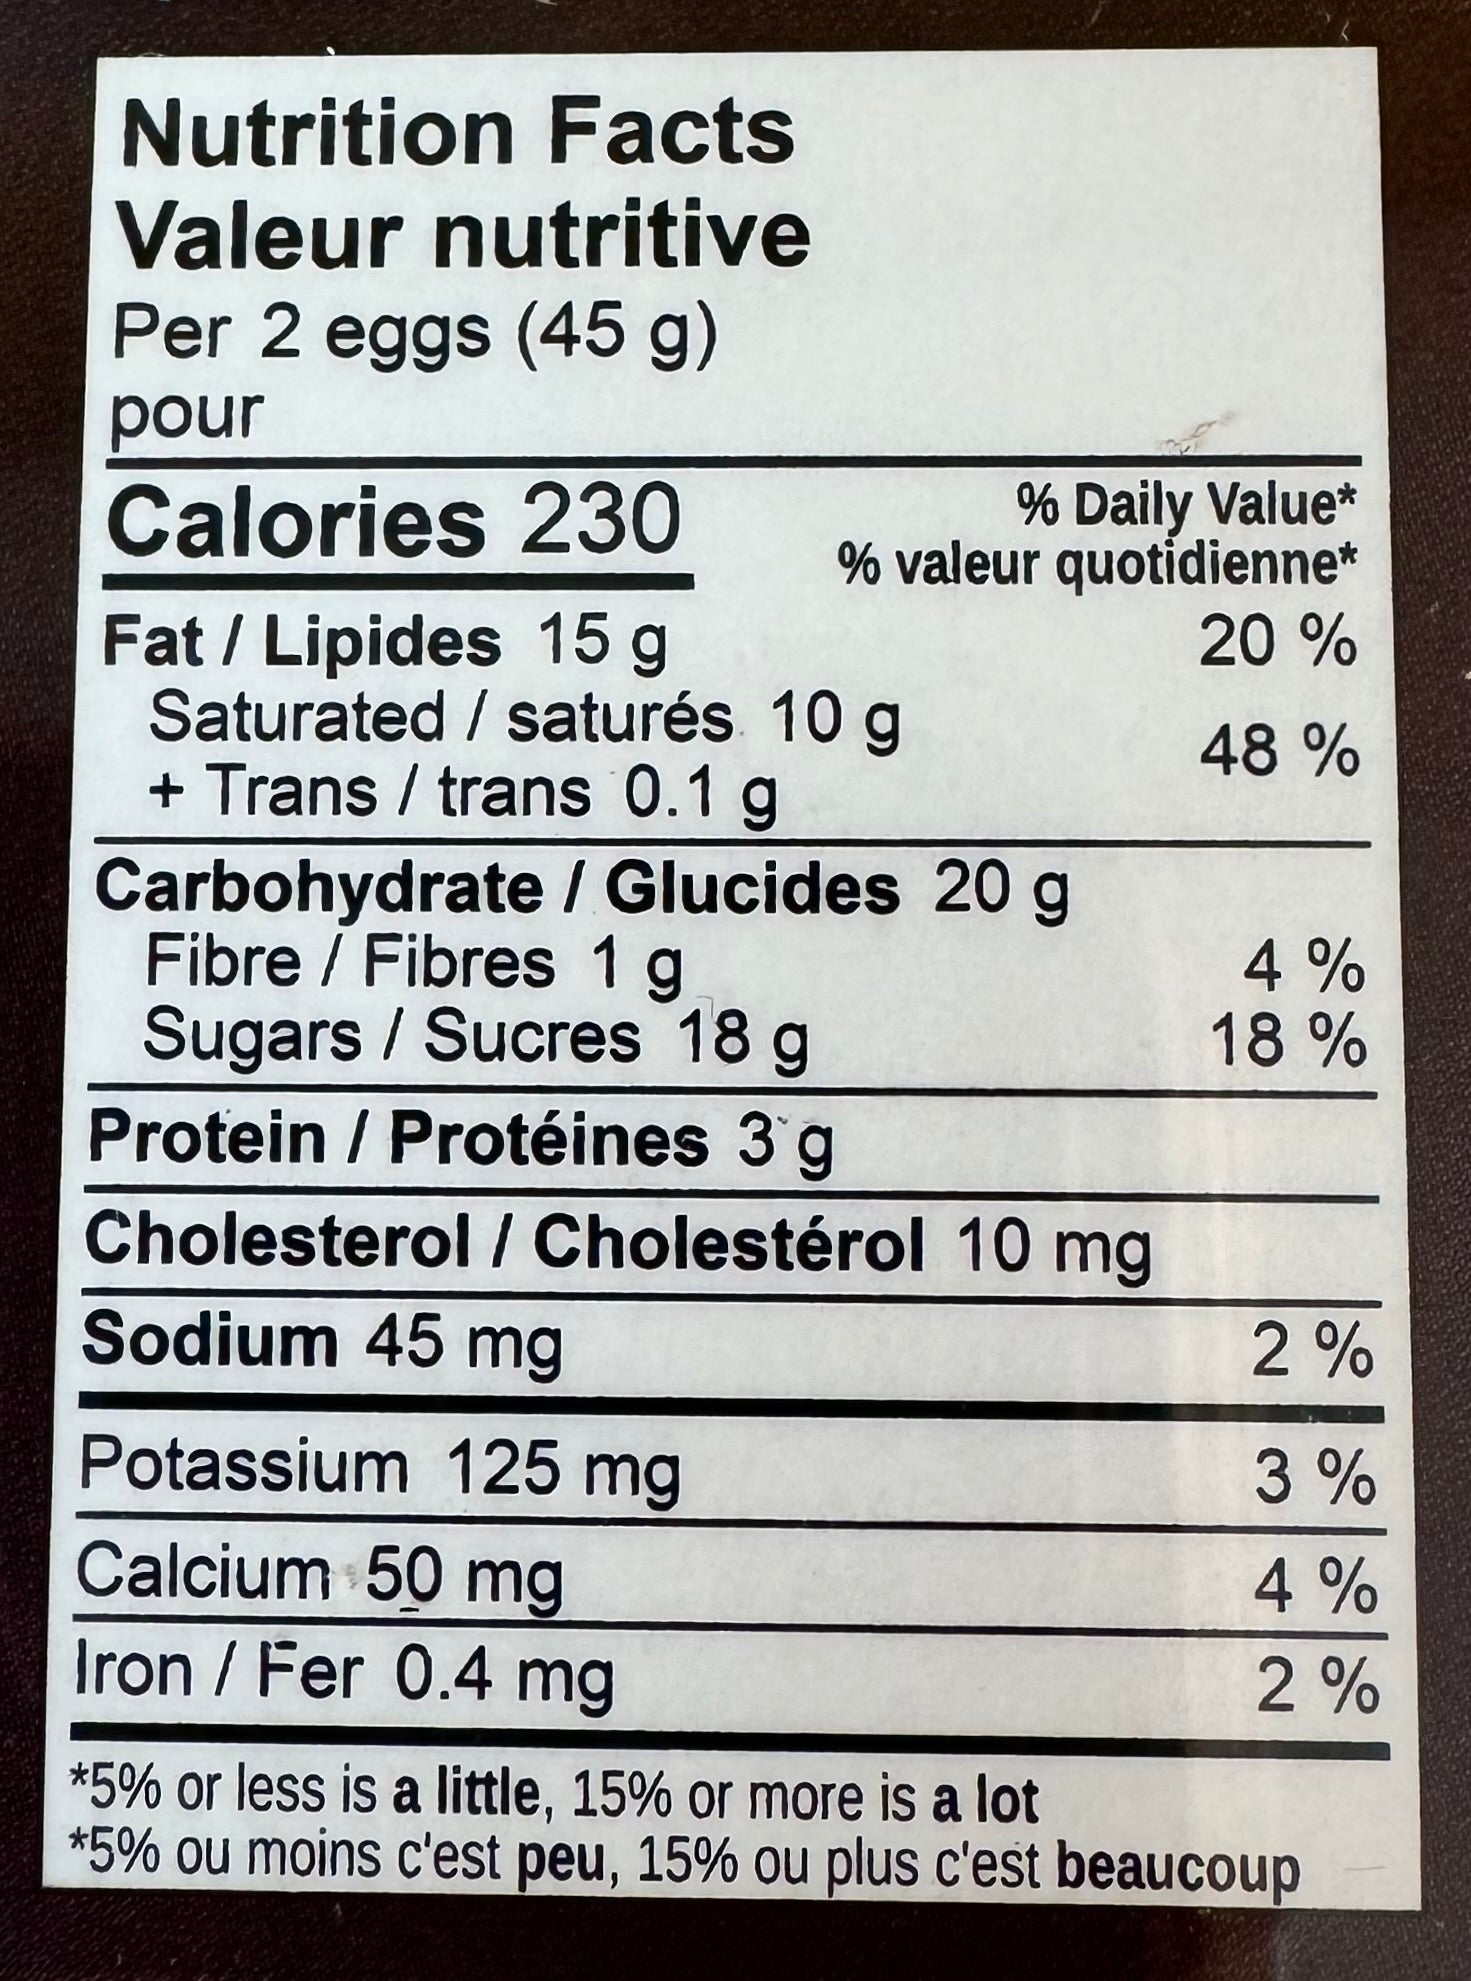 Nutrition Facts
Valeur nutritive
Per 2 eggs (45 g)
pour
Calories 230
% Daily Value*
% valeur quotidienne*
Fat / Lipides 15 g 20 %
Saturated / saturés 10 g
+ Trans / trans 0.1 g 48 %
Carbohydrate / Glucides 20 g
Fibre / Fibres 1 g 4 %
Sugars / Sucres 18 g 18 %
Protein / Protéines 3 g
Cholesterol / Cholestérol 10 mg
Sodium 45 mg 2 %
Potassium 125 mg 3 %
Calcium 50 mg 4 %
Iron / Fer 0.4 mg 2 %
*5% or less is a little, 15% or more is a lot
*5% ou moins c'est peu, 15% ou plus c'est beaucoup